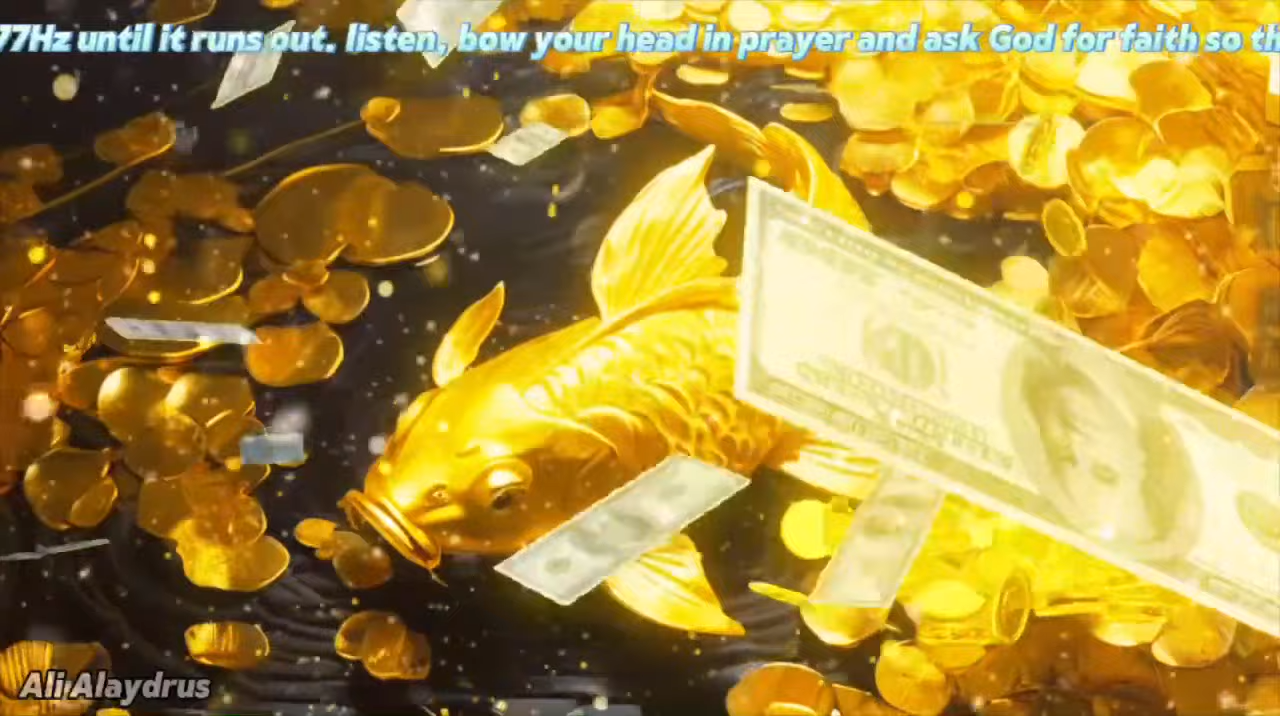 77Hz until it runs out. listen, bow your head in prayer and ask God for faith so th
Ali Alaydrus